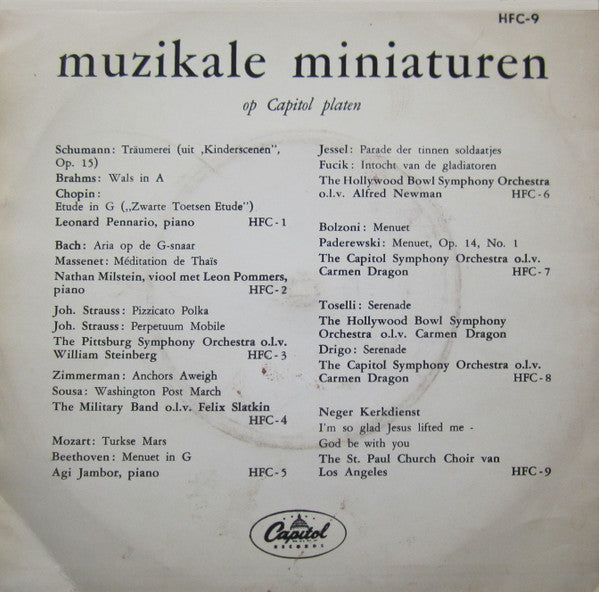 HFC-9
muzikale miniaturen
op Capitol platen
Schumann: Träumerei (uit ‚Kinderscenen",
Op. 15)
Brahms: Wals in A
Chopin:
Etude in G („Zwarte Toetsen Etude")
Leonard Pennario, piano HFC-1
Bach: Aria op de G-snaar
Massenet: Méditation de Thaïs
Nathan Milstein, viool met Leon Pommers,
piano HFC-2
Joh. Strauss: Pizzicato Polka
Joh. Strauss: Perpetuum Mobile
The Pittsburg Symphony Orchestra o.l.v.
William Steinberg HFC-3
Zimmerman: Anchors Aweigh
Sousa: Washington Post March
The Military Band o.l.v. Felix Slatkin
HFC-4
Mozart: Turkse Mars
Beethoven: Menuet in G
Agi Jambor, piano HFC-5
Jessel: Parade der tinnen soldaatjes
Fucik: Intocht van de gladiatoren
The Hollywood Bowl Symphony Orchestra
o.l.v. Alfred Newman HFC-6
Bolzoni: Menuet
Paderewski: Menuet, Op. 14, No. 1
The Capitol Symphony Orchestra o.l.v.
Carmen Dragon HFC-7
Toselli: Serenade
The Hollywood Bowl Symphony
Orchestra o.l.v. Carmen Dragon
Drigo: Serenade
The Capitol Symphony Orchestra o.l.v.
Carmen Dragon HFC-8
Neger Kerkdienst
I'm so glad Jesus lifted me -
God be with you
The St. Paul Church Choir van
Los Angeles HFC-9
Capitol
RECORDS